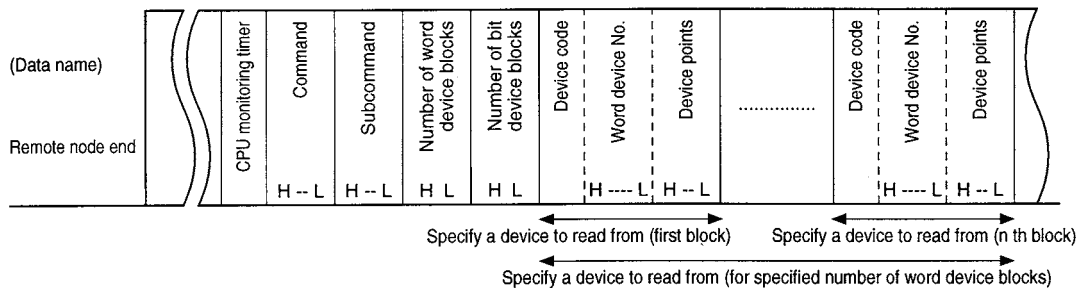 (Data name)
Remote node end
CPU monitoring timer
Command
H -- L
Subcommand
H -- L
Number of word
device blocks
H L
Number of bit
device blocks
H L
Device code
Word device No.
H ---- L
Device points
H -- L
..............
Device code
Word device No.
H ---- L
Device points
H -- L
Specify a device to read from (first block)
Specify a device to read from (n th block)
Specify a device to read from (for specified number of word device blocks)